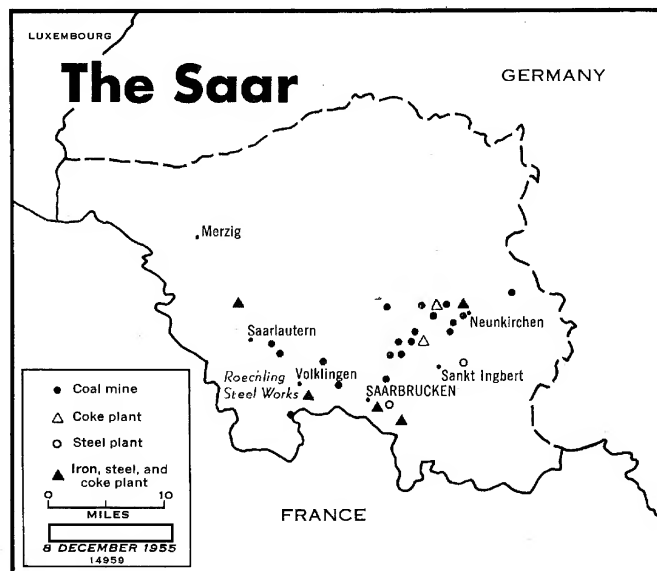 LUXEMBOURG
The Saar
GERMANY
Merzig
Saarlautern
Neunkirchen
Roechling
Steel Works
Volklingen
Sankt Ingbert
SAARBRUCKEN
Coal mine
Coke plant
Steel plant
Iron, steel, and
coke plant
0 10
MILES
8 DECEMBER 1955
14959
FRANCE